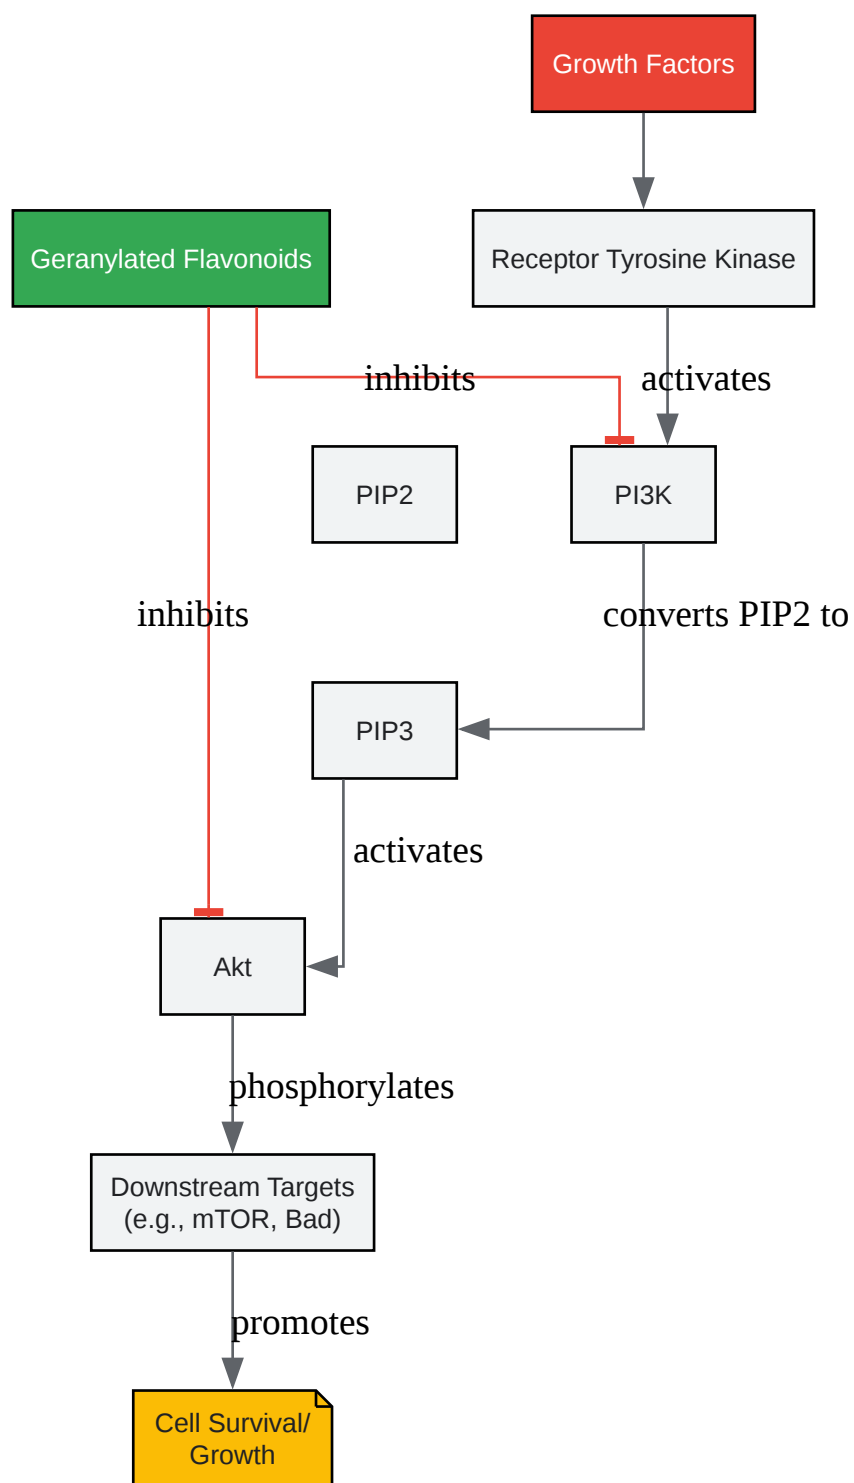 Growth Factors
Geranylated Flavonoids
Receptor Tyrosine Kinase
inhibits
activates
PIP2
PI3K
inhibits
converts PIP2 to
PIP3
activates
Akt
phosphorylates
Downstream Targets
(e.g., mTOR, Bad)
promotes
Cell Survival/
Growth